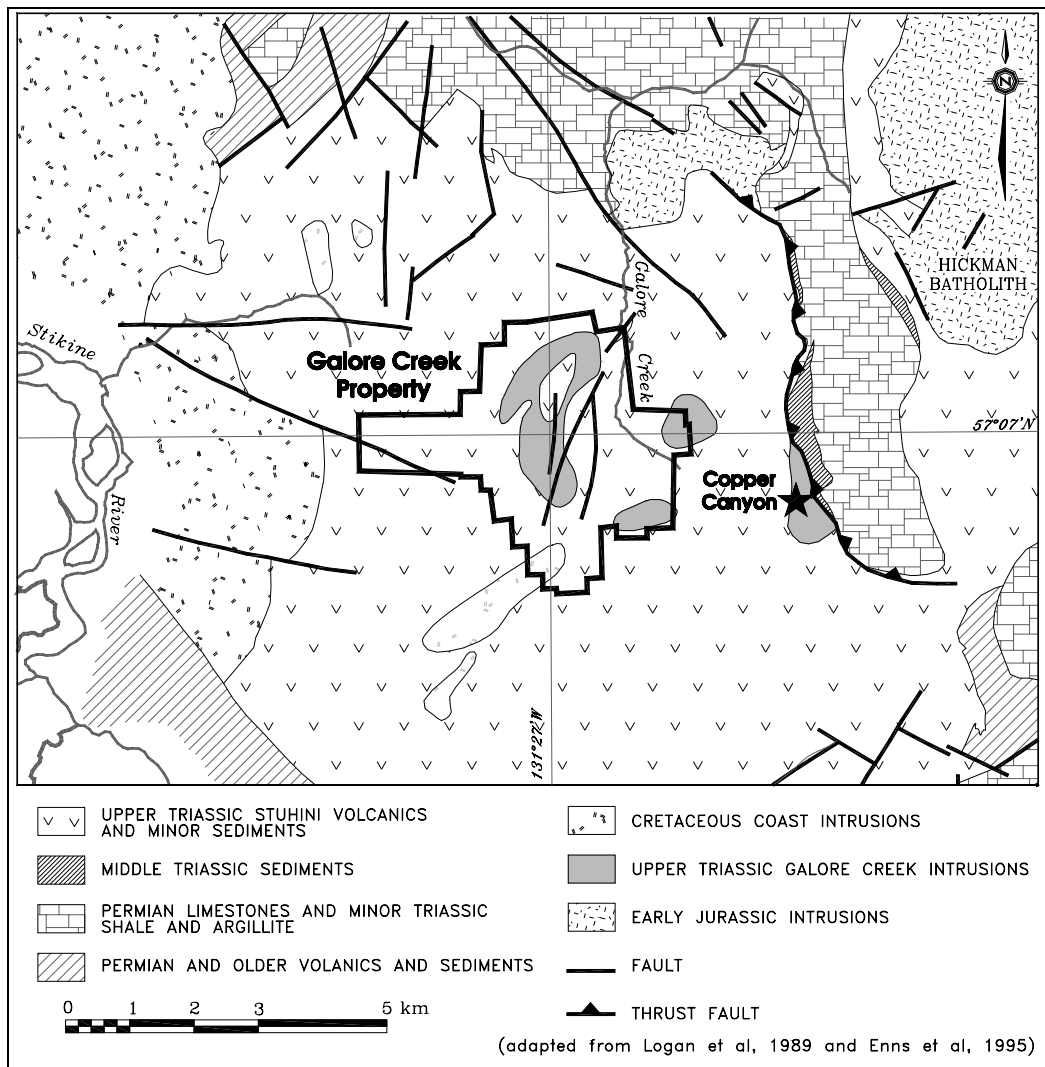 N
HICKMAN
BATHOLITH
Galore
Creek
Stikine
River
Galore Creek
Property
57°07'N
Copper
Canyon
131°27'W
UPPER TRIASSIC STUHINI VOLCANICS
AND MINOR SEDIMENTS
MIDDLE TRIASSIC SEDIMENTS
PERMIAN LIMESTONES AND MINOR TRIASSIC
SHALE AND ARGILLITE
PERMIAN AND OLDER VOLANICS AND SEDIMENTS
CRETACEOUS COAST INTRUSIONS
UPPER TRIASSIC GALORE CREEK INTRUSIONS
EARLY JURASSIC INTRUSIONS
FAULT
THRUST FAULT
0 1 2 3 5 km
(adapted from Logan et al, 1989 and Enns et al, 1995)